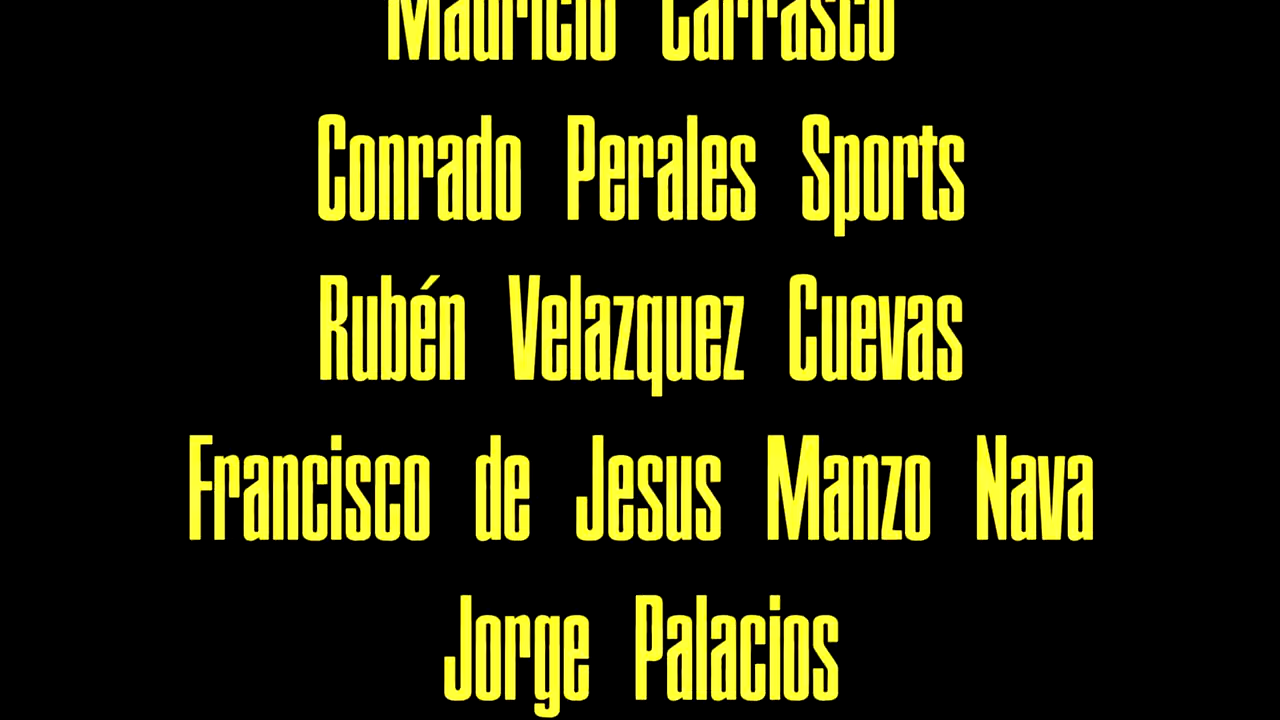 Mauricio Carrasco
Conrado Perales Sports
Rubén Velazquez Cuevas
Francisco de Jesus Manzo Nava
Jorge Palacios